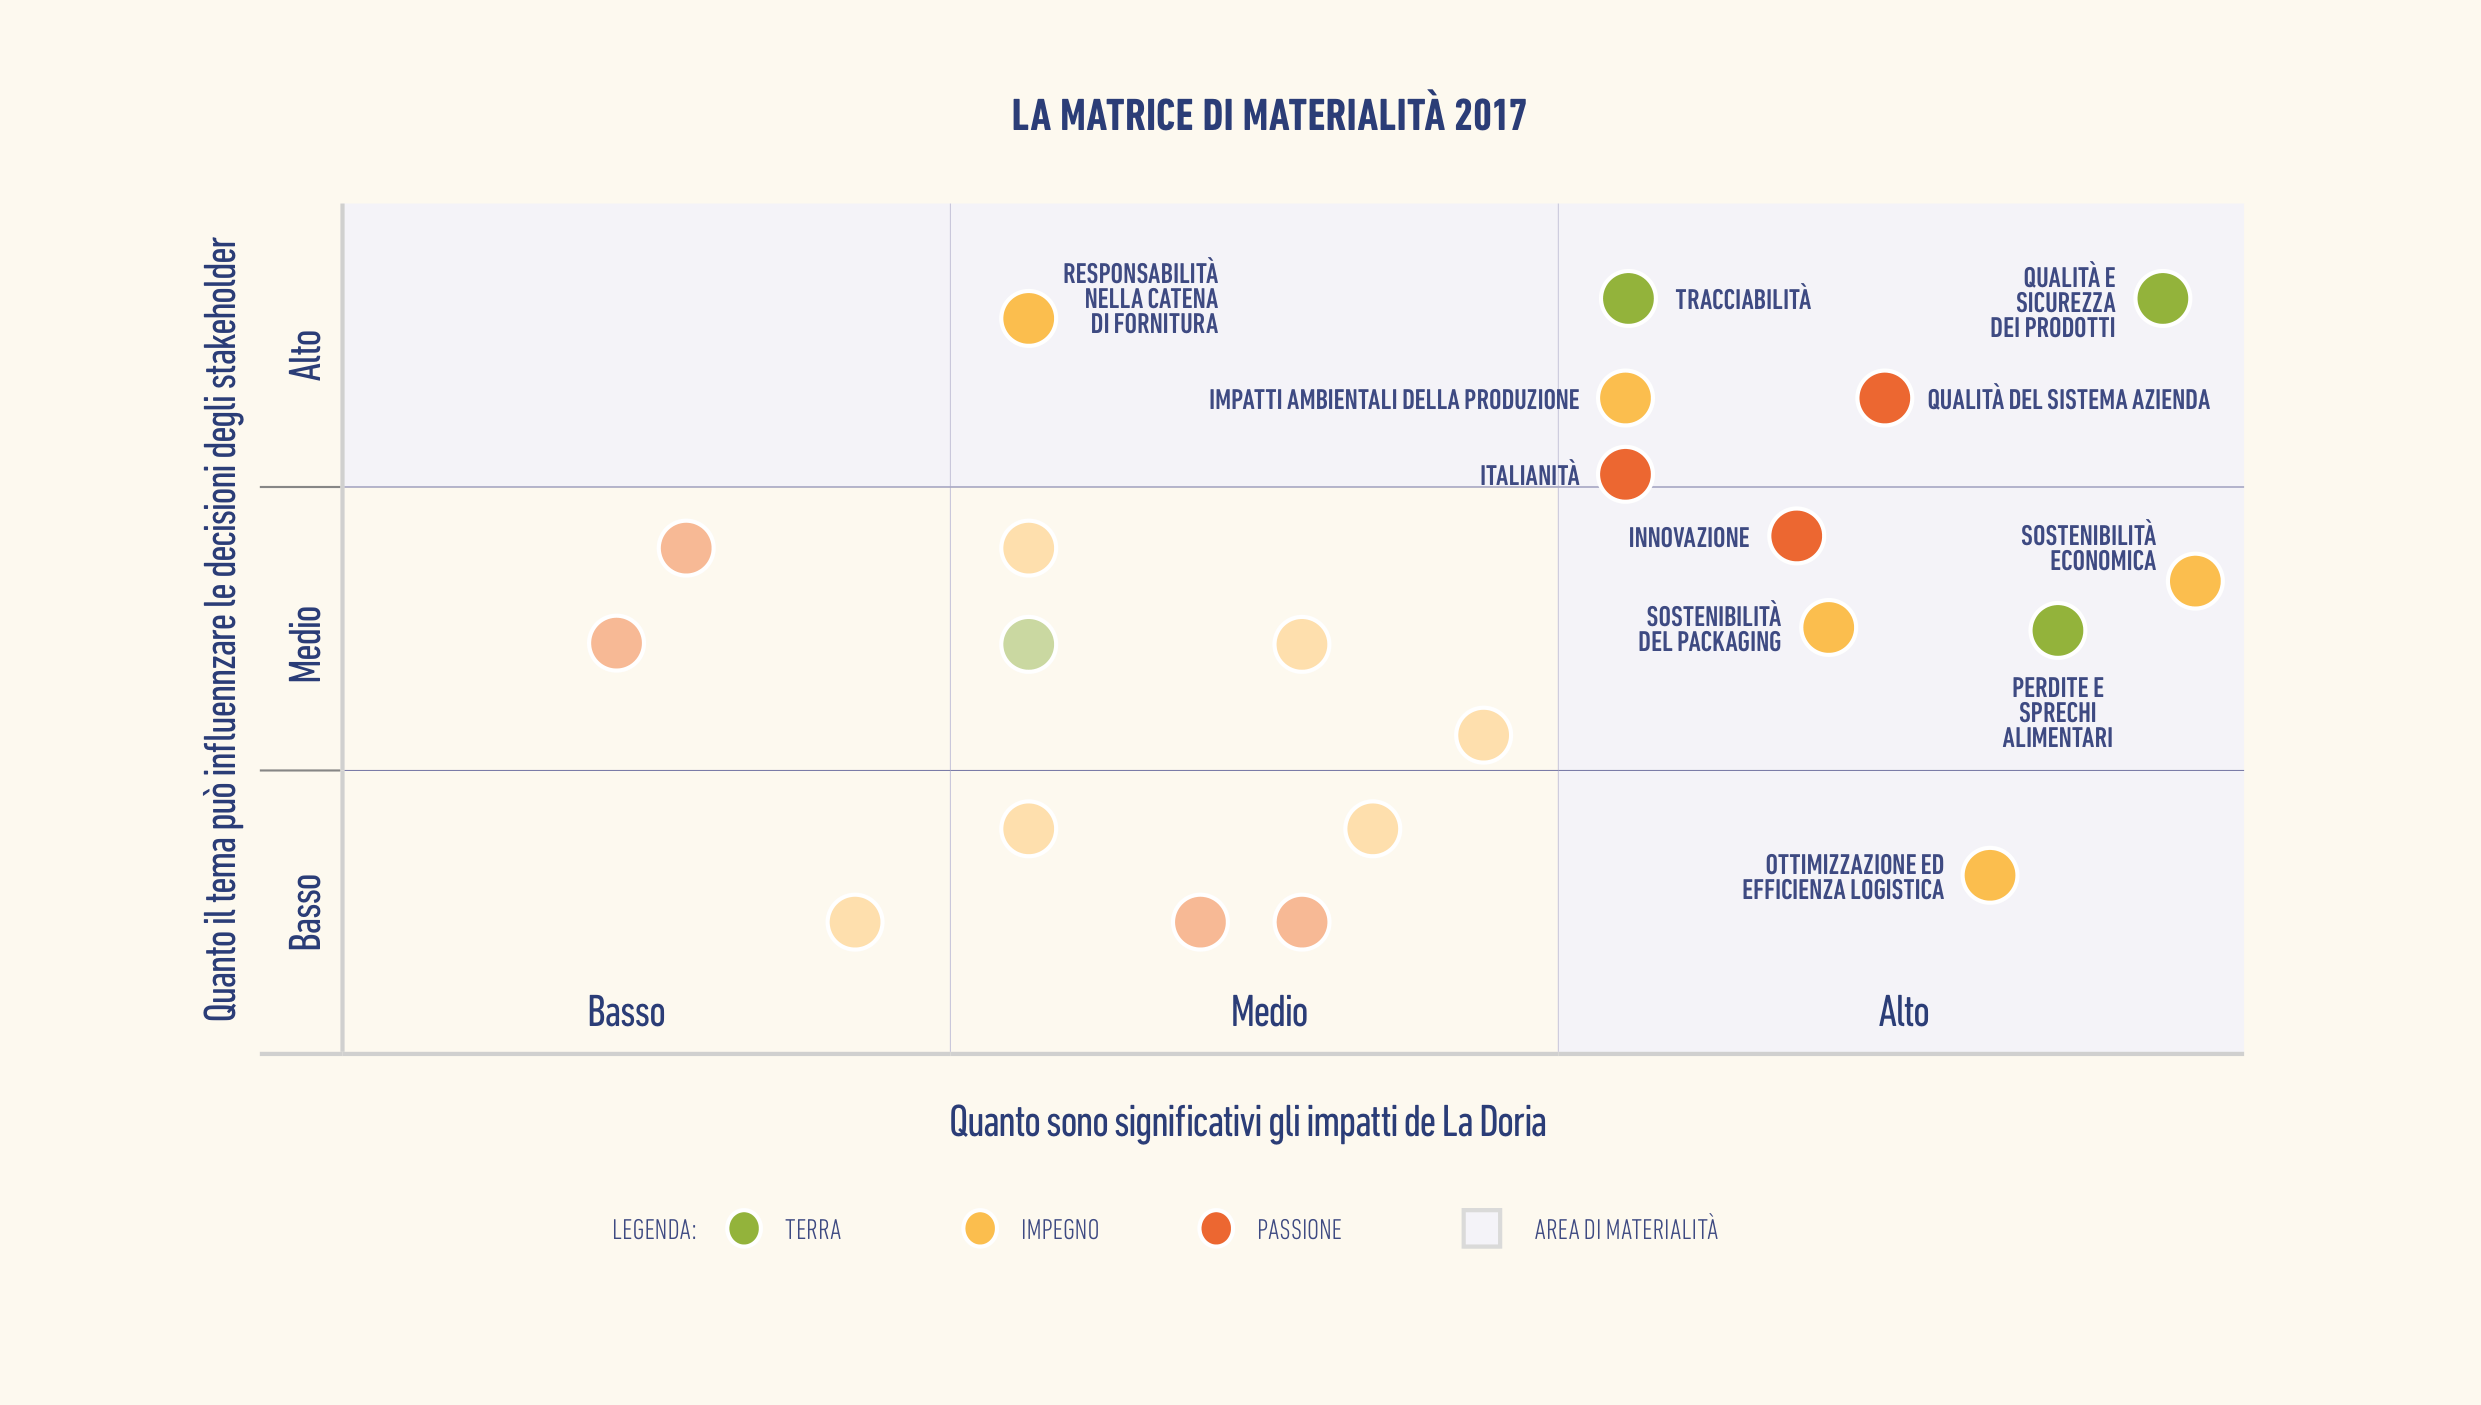 LA MATRICE DI MATERIALITÀ 2017
Quanto il tema può influennzare le decisioni degli stakeholder
Alto
Medio
Basso
RESPONSABILITÀ
NELLA CATENA
DI FORNITURA
TRACCIABILITÀ
QUALITÀ E
SICUREZZA
DEI PRODOTTI
IMPATTI AMBIENTALI DELLA PRODUZIONE
QUALITÀ DEL SISTEMA AZIENDA
ITALIANITÀ
INNOVAZIONE
SOSTENIBILITÀ
ECONOMICA
SOSTENIBILITÀ
DEL PACKAGING
PERDITE E
SPRECHI
ALIMENTARI
OTTIMIZZAZIONE ED
EFFICIENZA LOGISTICA
Basso
Medio
Alto
Quanto sono significativi gli impatti de La Doria
LEGENDA:
TERRA
IMPEGNO
PASSIONE
AREA DI MATERIALITÀ